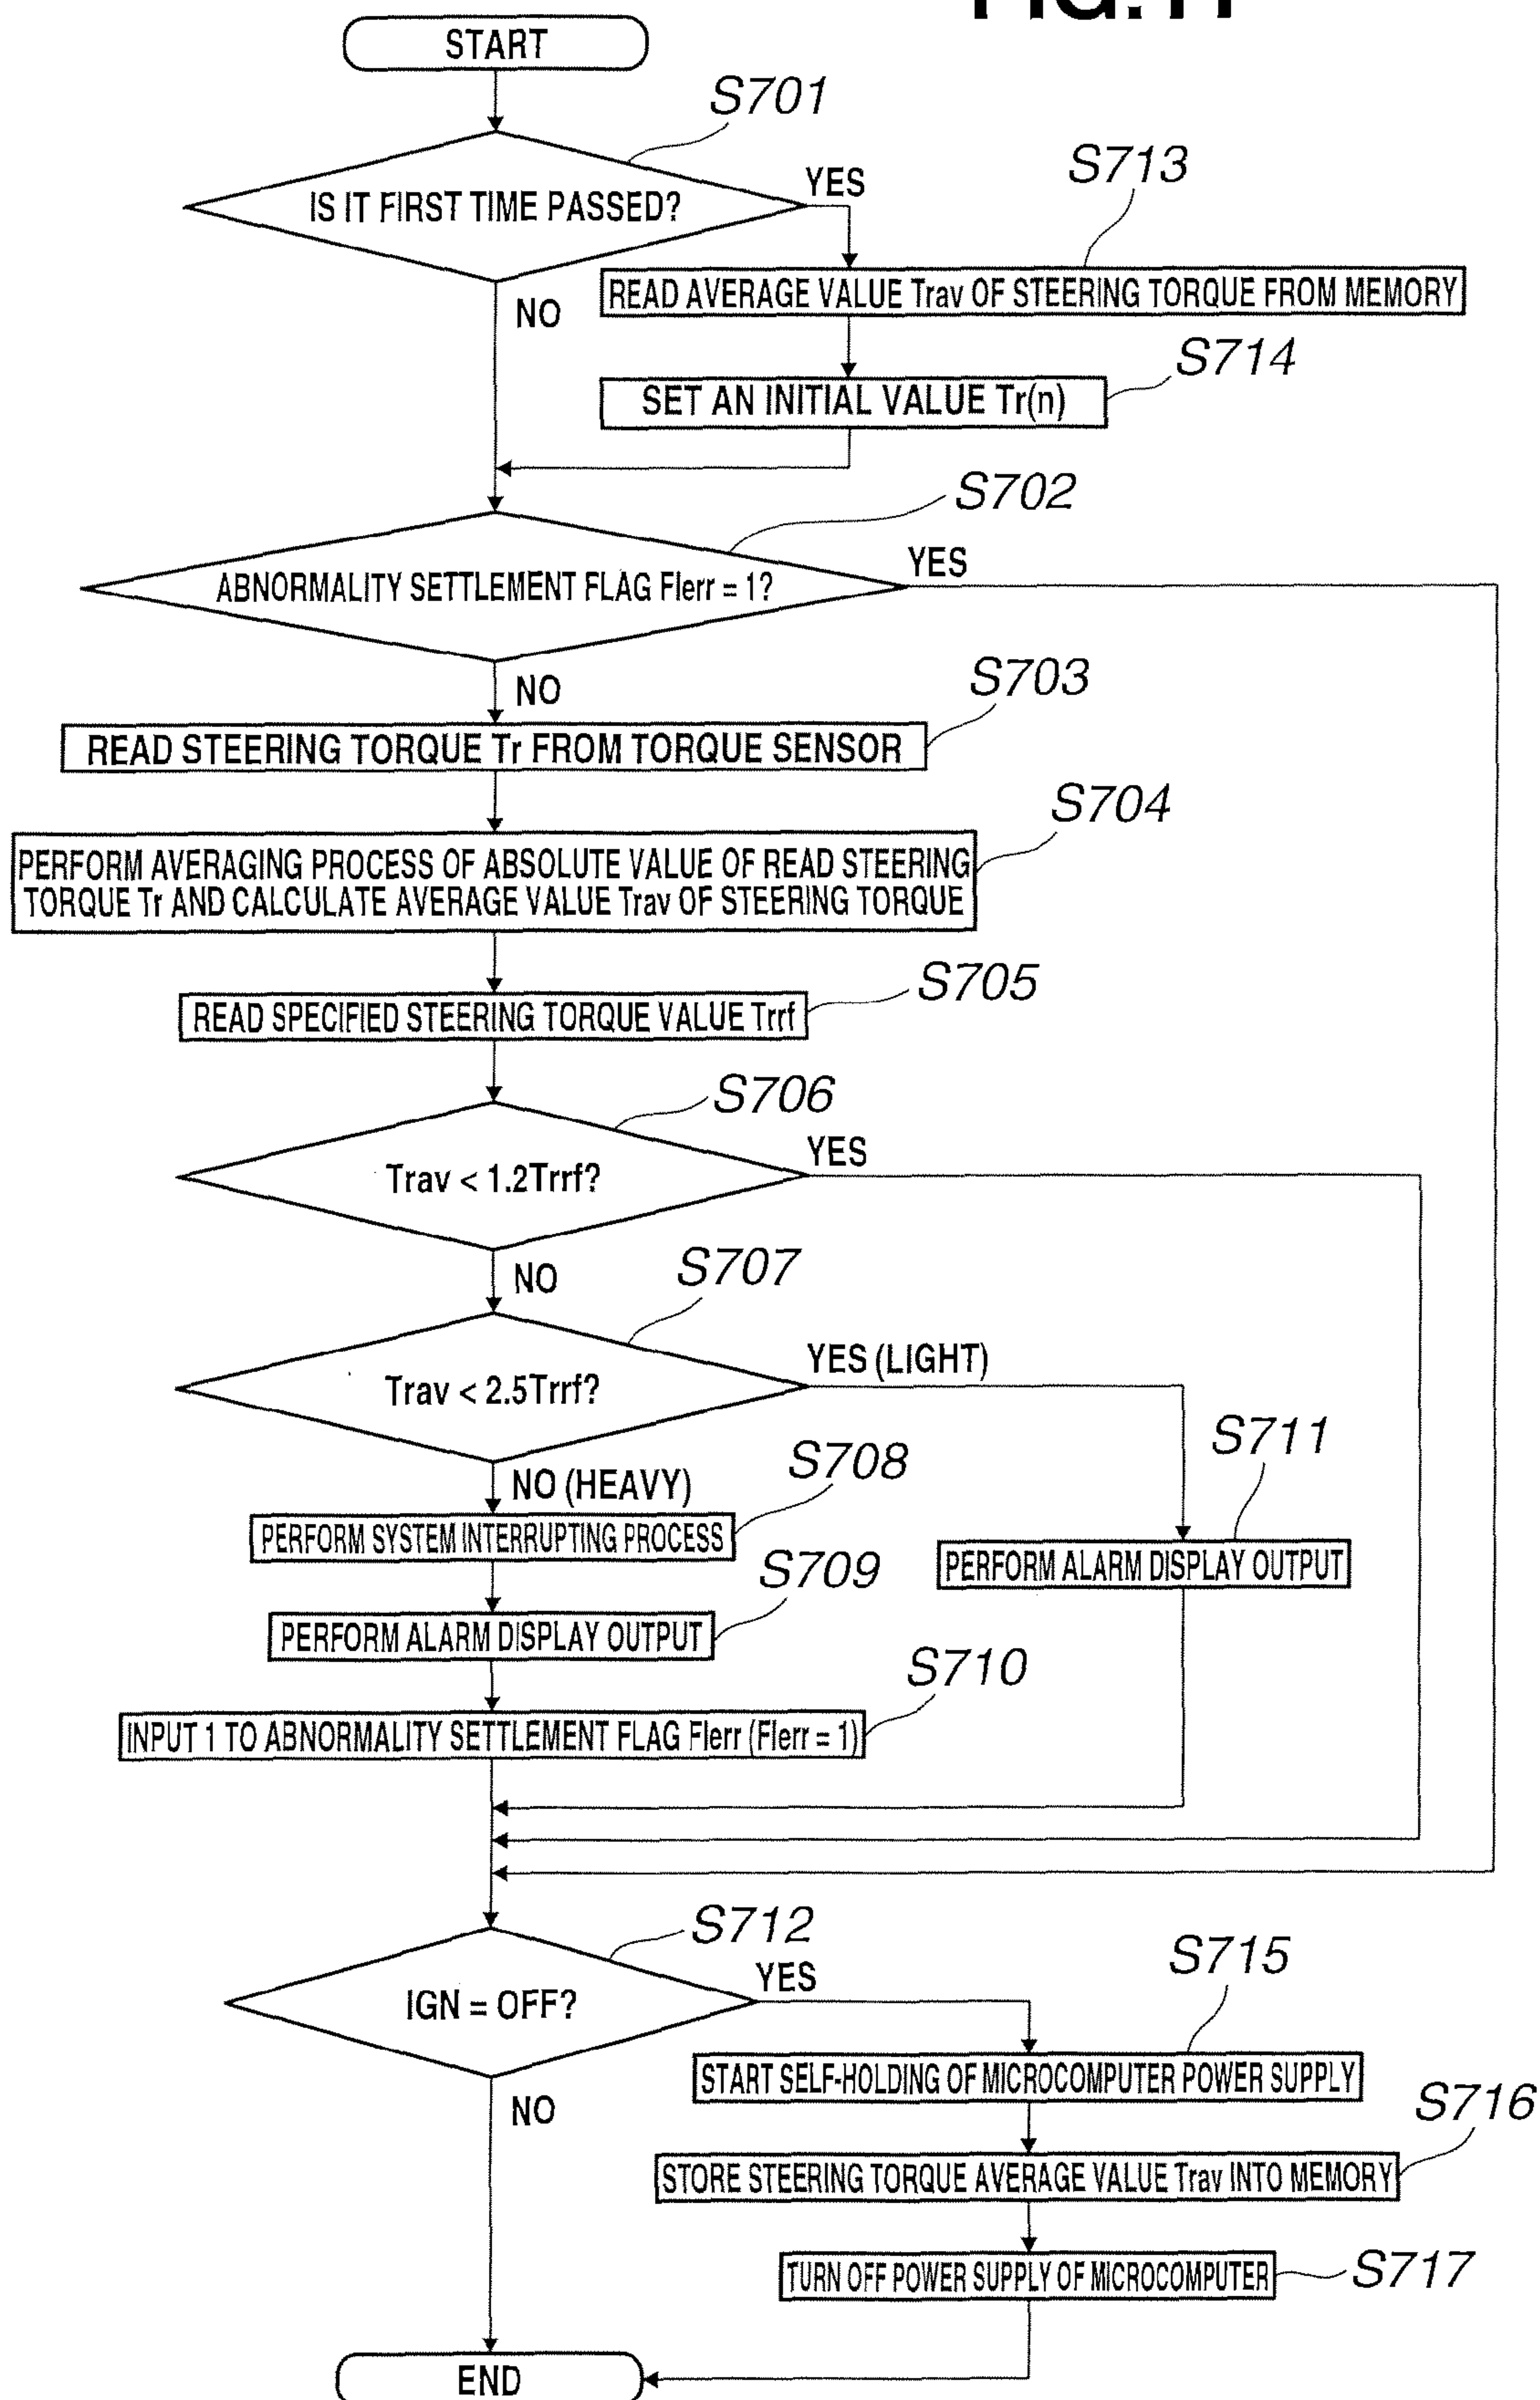 START
S701
IS IT FIRST TIME PASSED?
YES
S713
NO
READ AVERAGE VALUE Trav OF STEERING TORQUE FROM MEMORY
S714
SET AN INITIAL VALUE Tr(n)
S702
ABNORMALITY SETTLEMENT FLAG Flerr = 1?
YES
NO
S703
READ STEERING TORQUE Tr FROM TORQUE SENSOR
S704
PERFORM AVERAGING PROCESS OF ABSOLUTE VALUE OF READ STEERING
TORQUE Tr AND CALCULATE AVERAGE VALUE Trav OF STEERING TORQUE
S705
READ SPECIFIED STEERING TORQUE VALUE Trrf
S706
Trav < 1.2Trrf?
YES
NO
S707
Trav < 2.5Trrf?
YES (LIGHT)
S711
NO (HEAVY)
S708
PERFORM SYSTEM INTERRUPTING PROCESS
PERFORM ALARM DISPLAY OUTPUT
S709
PERFORM ALARM DISPLAY OUTPUT
S710
INPUT 1 TO ABNORMALITY SETTLEMENT FLAG Flerr (Flerr = 1)
S712
IGN = OFF?
YES
S715
START SELF-HOLDING OF MICROCOMPUTER POWER SUPPLY
NO
S716
STORE STEERING TORQUE AVERAGE VALUE Trav INTO MEMORY
TURN OFF POWER SUPPLY OF MICROCOMPUTER
S717
END